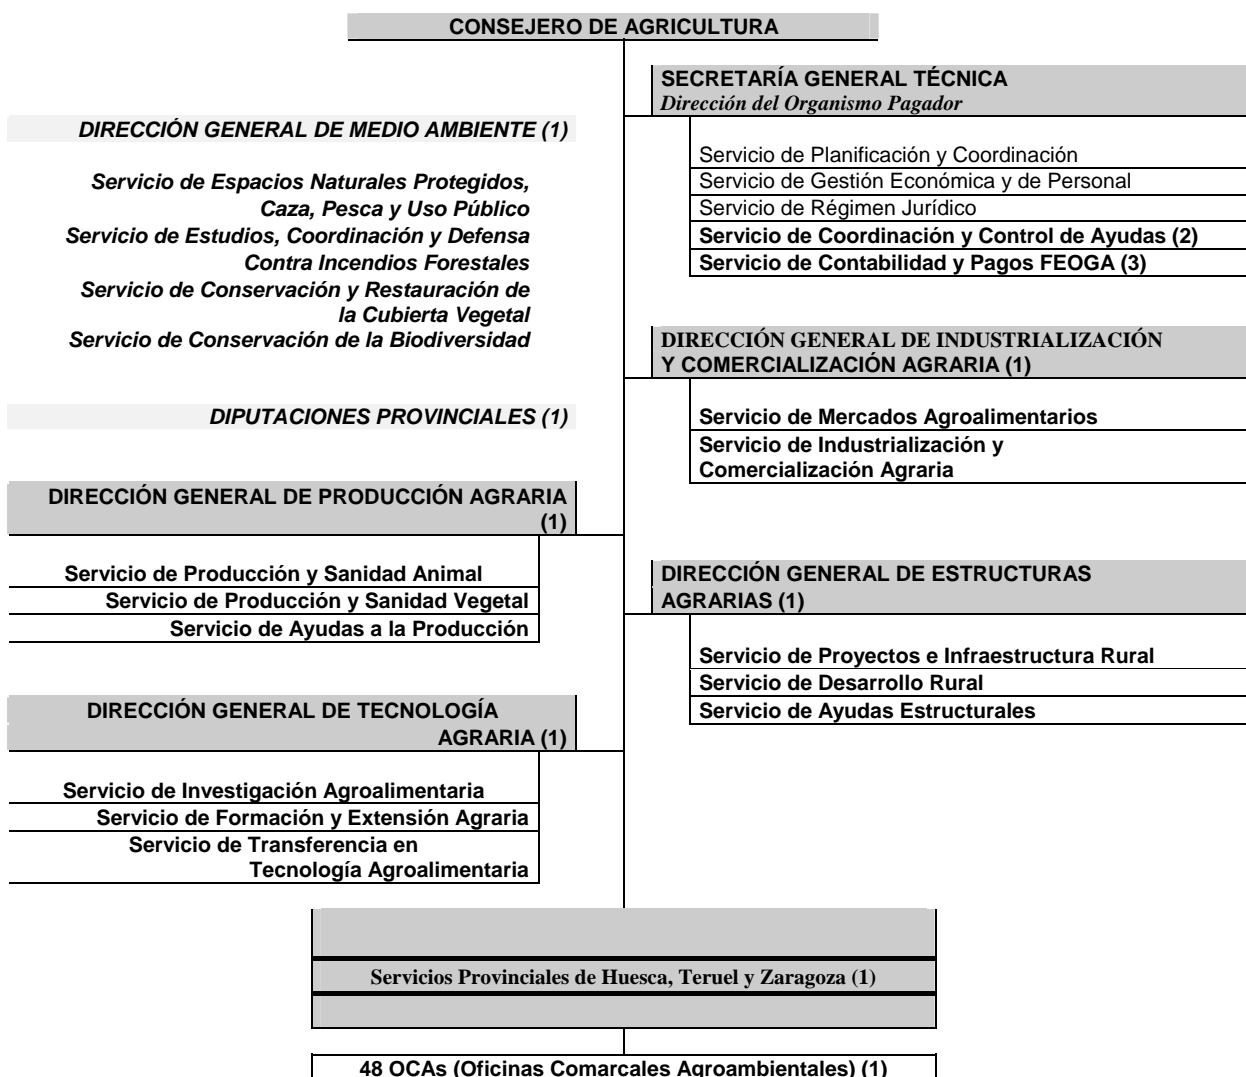 CONSEJERO DE AGRICULTURA
SECRETARÍA GENERAL TÉCNICA
Dirección del Organismo Pagador
Servicio de Planificación y Coordinación
Servicio de Gestión Económica y de Personal
Servicio de Régimen Jurídico
Servicio de Coordinación y Control de Ayudas (2)
Servicio de Contabilidad y Pagos FEOGA (3)
DIRECCIÓN GENERAL DE MEDIO AMBIENTE (1)
Servicio de Espacios Naturales Protegidos,
Caza, Pesca y Uso Público
Servicio de Estudios, Coordinación y Defensa
Contra Incendios Forestales
Servicio de Conservación y Restauración de
la Cubierta Vegetal
Servicio de Conservación de la Biodiversidad
DIRECCIÓN GENERAL DE INDUSTRIALIZACIÓN
Y COMERCIALIZACIÓN AGRARIA (1)
Servicio de Mercados Agroalimentarios
Servicio de Industrialización y
Comercialización Agraria
DIPUTACIONES PROVINCIALES (1)
DIRECCIÓN GENERAL DE PRODUCCIÓN AGRARIA
(1)
Servicio de Producción y Sanidad Animal
Servicio de Producción y Sanidad Vegetal
Servicio de Ayudas a la Producción
DIRECCIÓN GENERAL DE ESTRUCTURAS
AGRARIAS (1)
Servicio de Proyectos e Infraestructura Rural
Servicio de Desarrollo Rural
Servicio de Ayudas Estructurales
DIRECCIÓN GENERAL DE TECNOLOGÍA
AGRARIA (1)
Servicio de Investigación Agroalimentaria
Servicio de Formación y Extensión Agraria
Servicio de Transferencia en
Tecnología Agroalimentaria
Servicios Provinciales de Huesca, Teruel y Zaragoza (1)
48 OCAs (Oficinas Comarcales Agroambientales) (1)